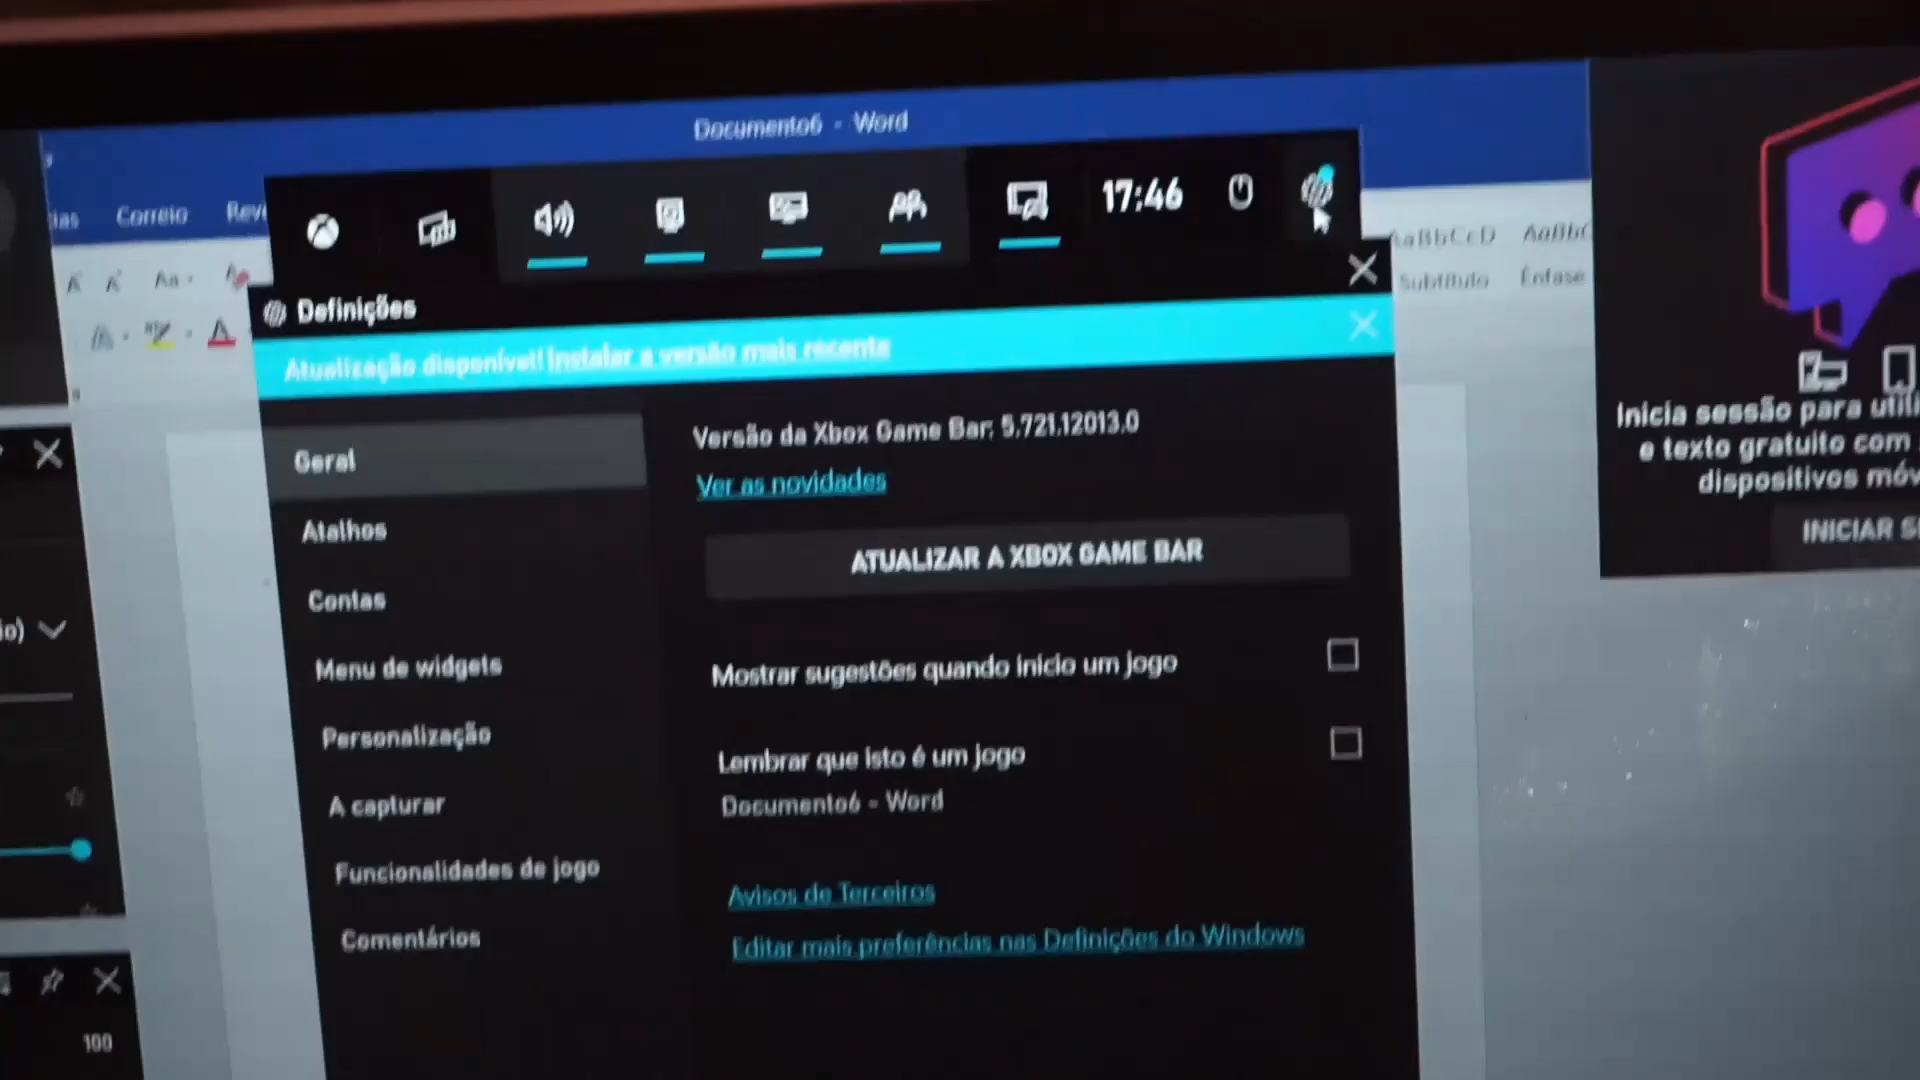 Documento6 - Word
Correio
17:46
Aa
AaBbCcD
Subtítulo
Ênfase
Definições
Atualização disponível! Instalar a versão mais recente
Geral
Atalhos
Contas
Menu de widgets
Personalização
A capturar
Funcionalidades de jogo
Comentários
Versão da Xbox Game Bar: 5.721.12013.0
Ver as novidades
ATUALIZAR A XBOX GAME BAR
Mostrar sugestões quando inicio um jogo
Lembrar que isto é um jogo
Documento6 - Word
Avisos de Terceiros
Editar mais preferências nas Definições do Windows
Inicia sessão para
e texto gratuito com
dispositivos
INICIAR
100